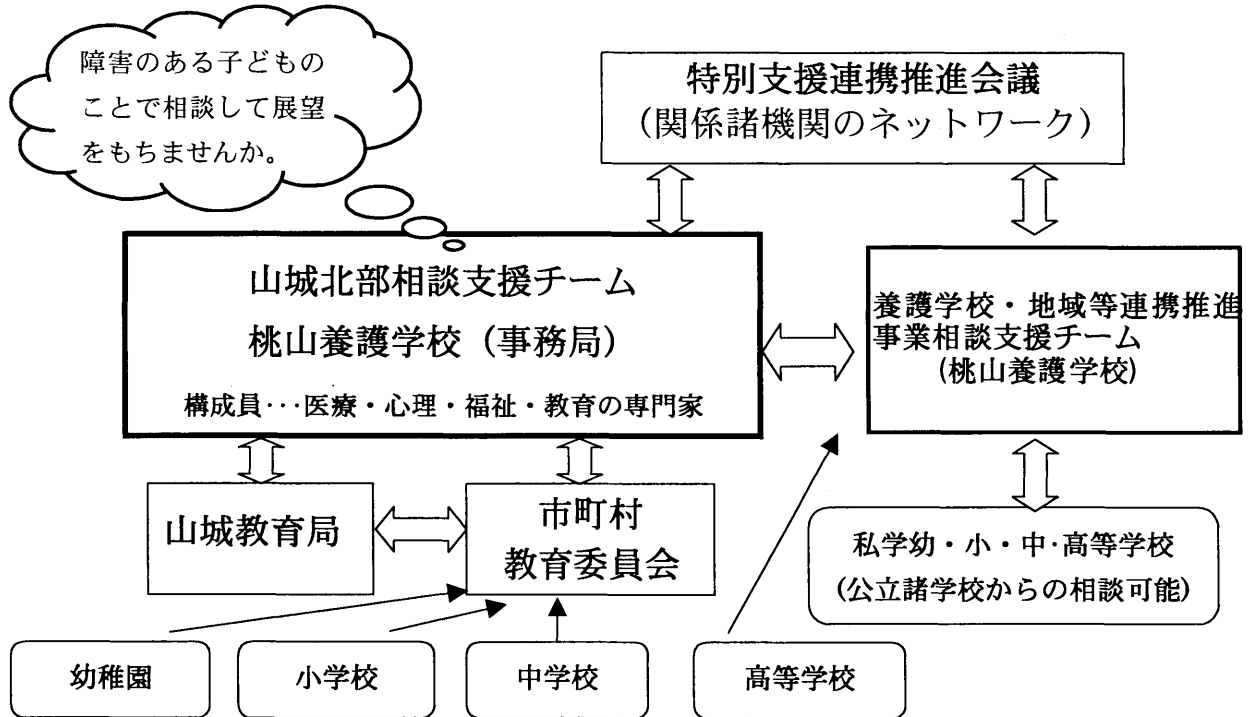 障害のある子どもの
ことで相談して展望
をもちませんか。
特別支援連携推進会議
（関係諸機関のネットワーク）
山城北部相談支援チーム
桃山養護学校（事務局）
構成員･･･医療・心理・福祉・教育の専門家
養護学校・地域等連携推進
事業相談支援チーム
(桃山養護学校)
山城教育局
市町村
教育委員会
私学幼・小・中・高等学校
(公立諸学校からの相談可能)
幼稚園
小学校
中学校
高等学校